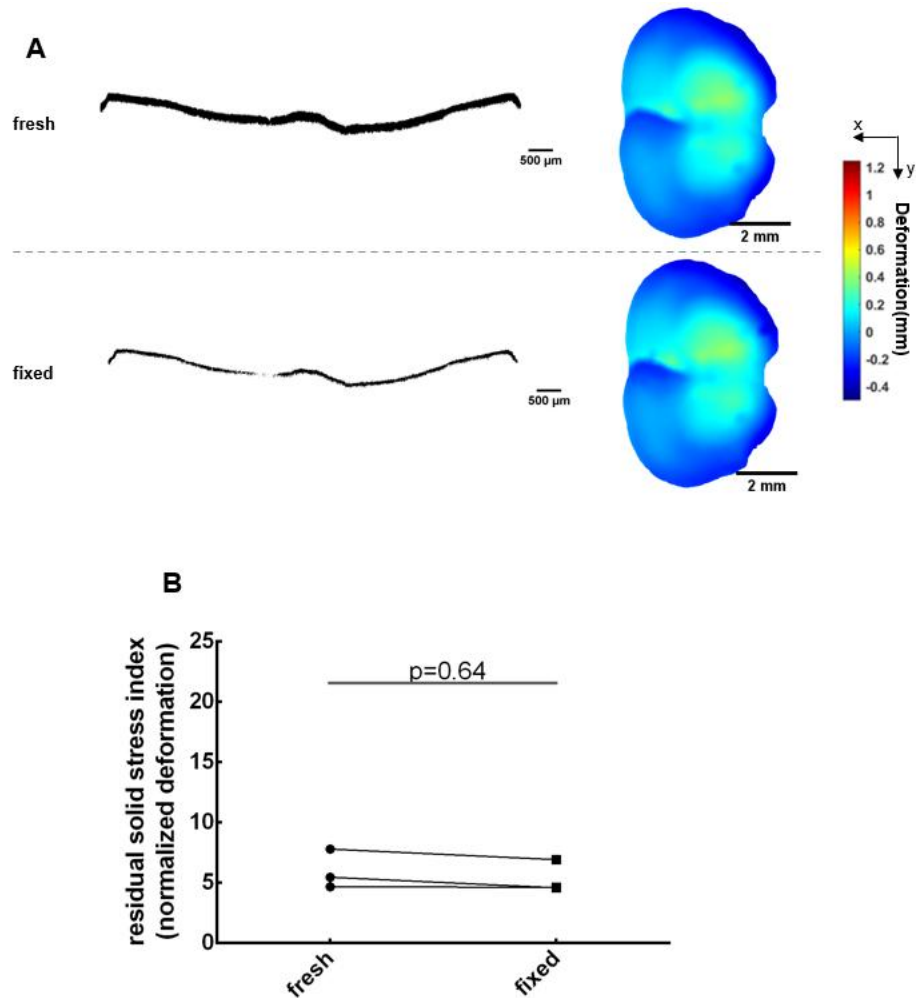 A
fresh
500 µm
2 mm
x
y
1.2
1
0.8
0.6
0.4
0.2
0
-0.2
-0.4
Deformation(mm)
fixed
500 µm
2 mm
B
residual solid stress index
(normalized deformation)
25
20
15
10
5
0
p=0.64
fresh
fixed